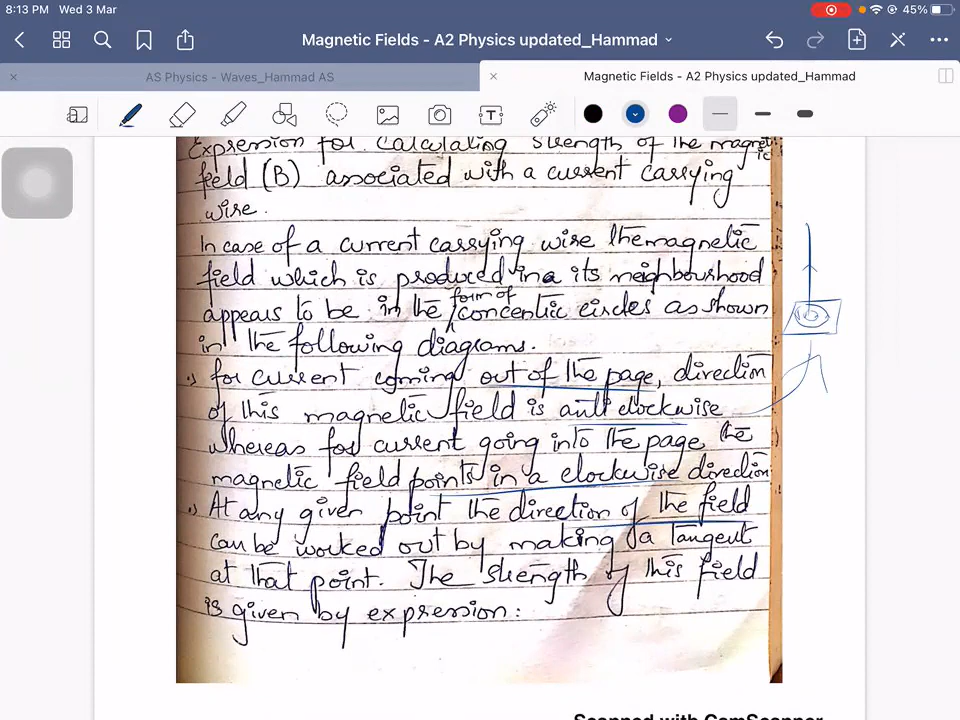 8:13 PM Wed 3 Mar
45%
Magnetic Fields - A2 Physics updated_Hammad
AS Physics - Waves_Hammad AS
Magnetic Fields - A2 Physics updated_Hammad
Expression for Calculating strength of the magnetic
field (B) associated with a current carrying
wire.
In case of a current carrying wire the magnetic
field which is produced in a its neighbourhood
appears to be in the form of concentic circles as shown
in the following diagrams.
for current coming out of the page, direction
of this magnetic field is anti clockwise
whereas for current going into the page the
magnetic field points in a clockwise direction
At any given point the direction of the field
can be worked out by making a Tangent
at that point. The strength of this field
is given by expression:
Scanned with CamScanner